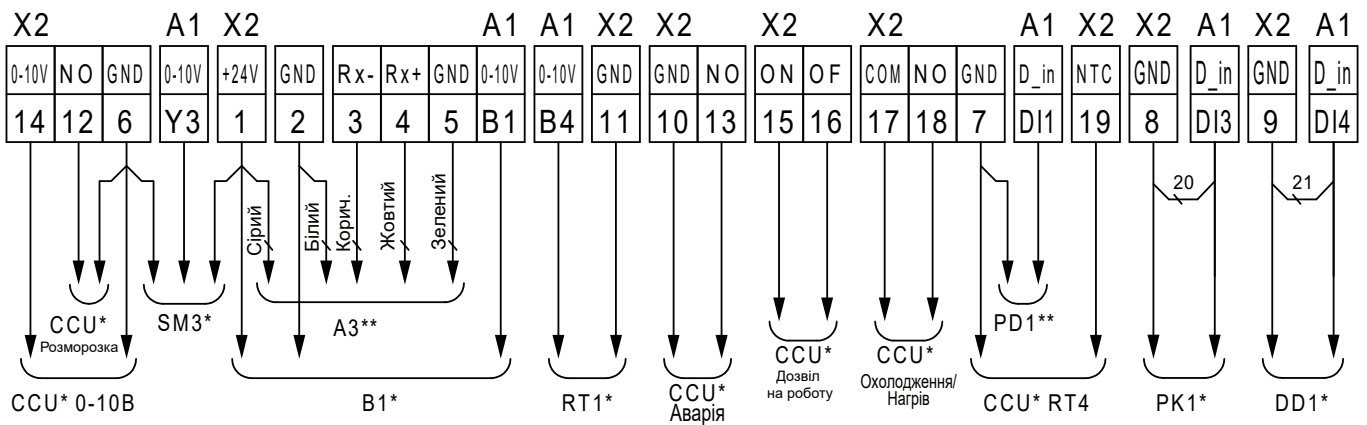 X2 A1 X2 A1 A1 X2 X2 X2 X2 A1 X2 X2 A1 X2 A1
0-10V NO GND 0-10V +24V GND Rx- Rx+ GND 0-10V 0-10V GND GND NO ON OF COM NO GND D_in NTC GND D_in GND D_in
14 12 6 Y3 1 2 3 4 5 B1 B4 11 10 13 15 16 17 18 7 DI1 19 8 DI3 9 DI4
20 21
Сірий Білий Корич. Жовтий Зелений
CCU* SM3* A3** PD1**
Розморозка
CCU* CCU*
Дозвіл
на роботу
Охолодження/
Нагрів
CCU* 0-10В B1* RT1* CCU* CCU* RT4 PK1* DD1*
Аварія